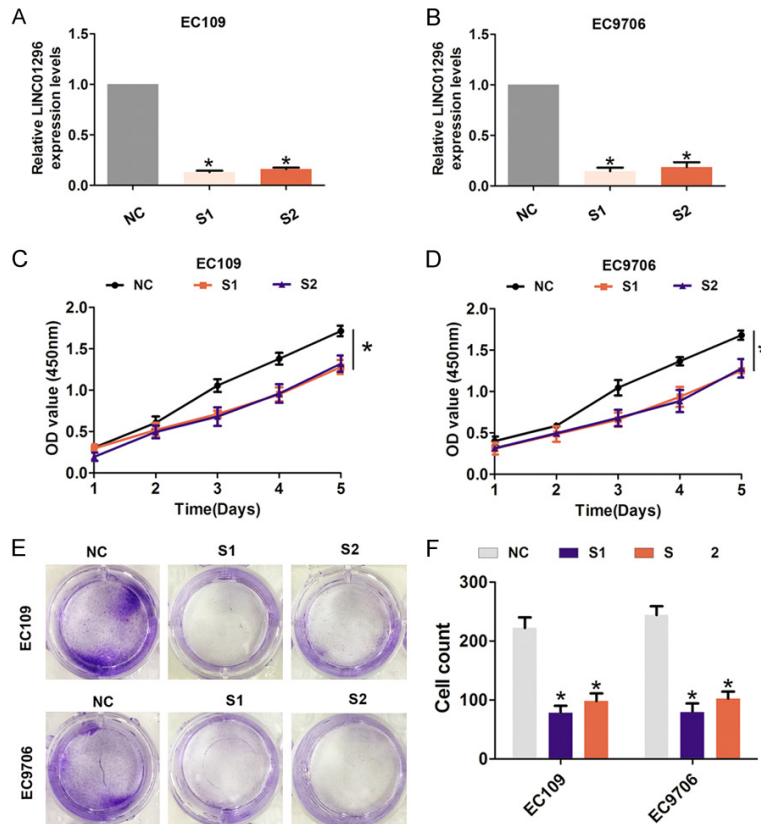 A
EC109
Relative LINC01296
expression levels
1.5
1.0
0.5
0.0
*
*
NC
S1
S2
B
EC9706
Relative LINC01296
expression levels
1.5
1.0
0.5
0.0
*
*
NC
S1
S2
C
EC109
NC S1 S2
OD value (450nm)
2.0
1.5
1.0
0.5
0.0
*
1 2 3 4 5
Time(Days)
D
EC9706
NC S1 S2
OD value (450nm)
2.0
1.5
1.0
0.5
0.0
*
1 2 3 4 5
Time(Days)
E
NC S1 S2
EC109
NC S1 S2
EC9706
F
NC S1 S 2
Cell count
300
200
100
0
* *
* *
EC109
EC9706